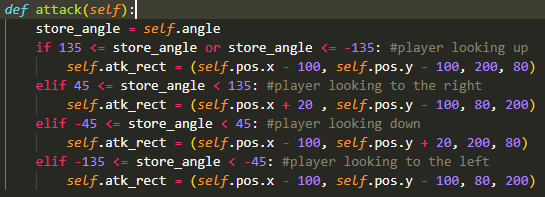 def attack(self):
    store_angle = self.angle
    if 135 <= store_angle or store_angle <= -135: #player looking up
        self.atk_rect = (self.pos.x - 100, self.pos.y - 100, 200, 80)
    elif 45 <= store_angle < 135: #player looking to the right
        self.atk_rect = (self.pos.x + 20 , self.pos.y - 100, 80, 200)
    elif -45 <= store_angle < 45: #player looking down
        self.atk_rect = (self.pos.x - 100, self.pos.y + 20, 200, 80)
    elif -135 <= store_angle < -45: #player looking to the left
        self.atk_rect = (self.pos.x - 100, self.pos.y - 100, 80, 200)